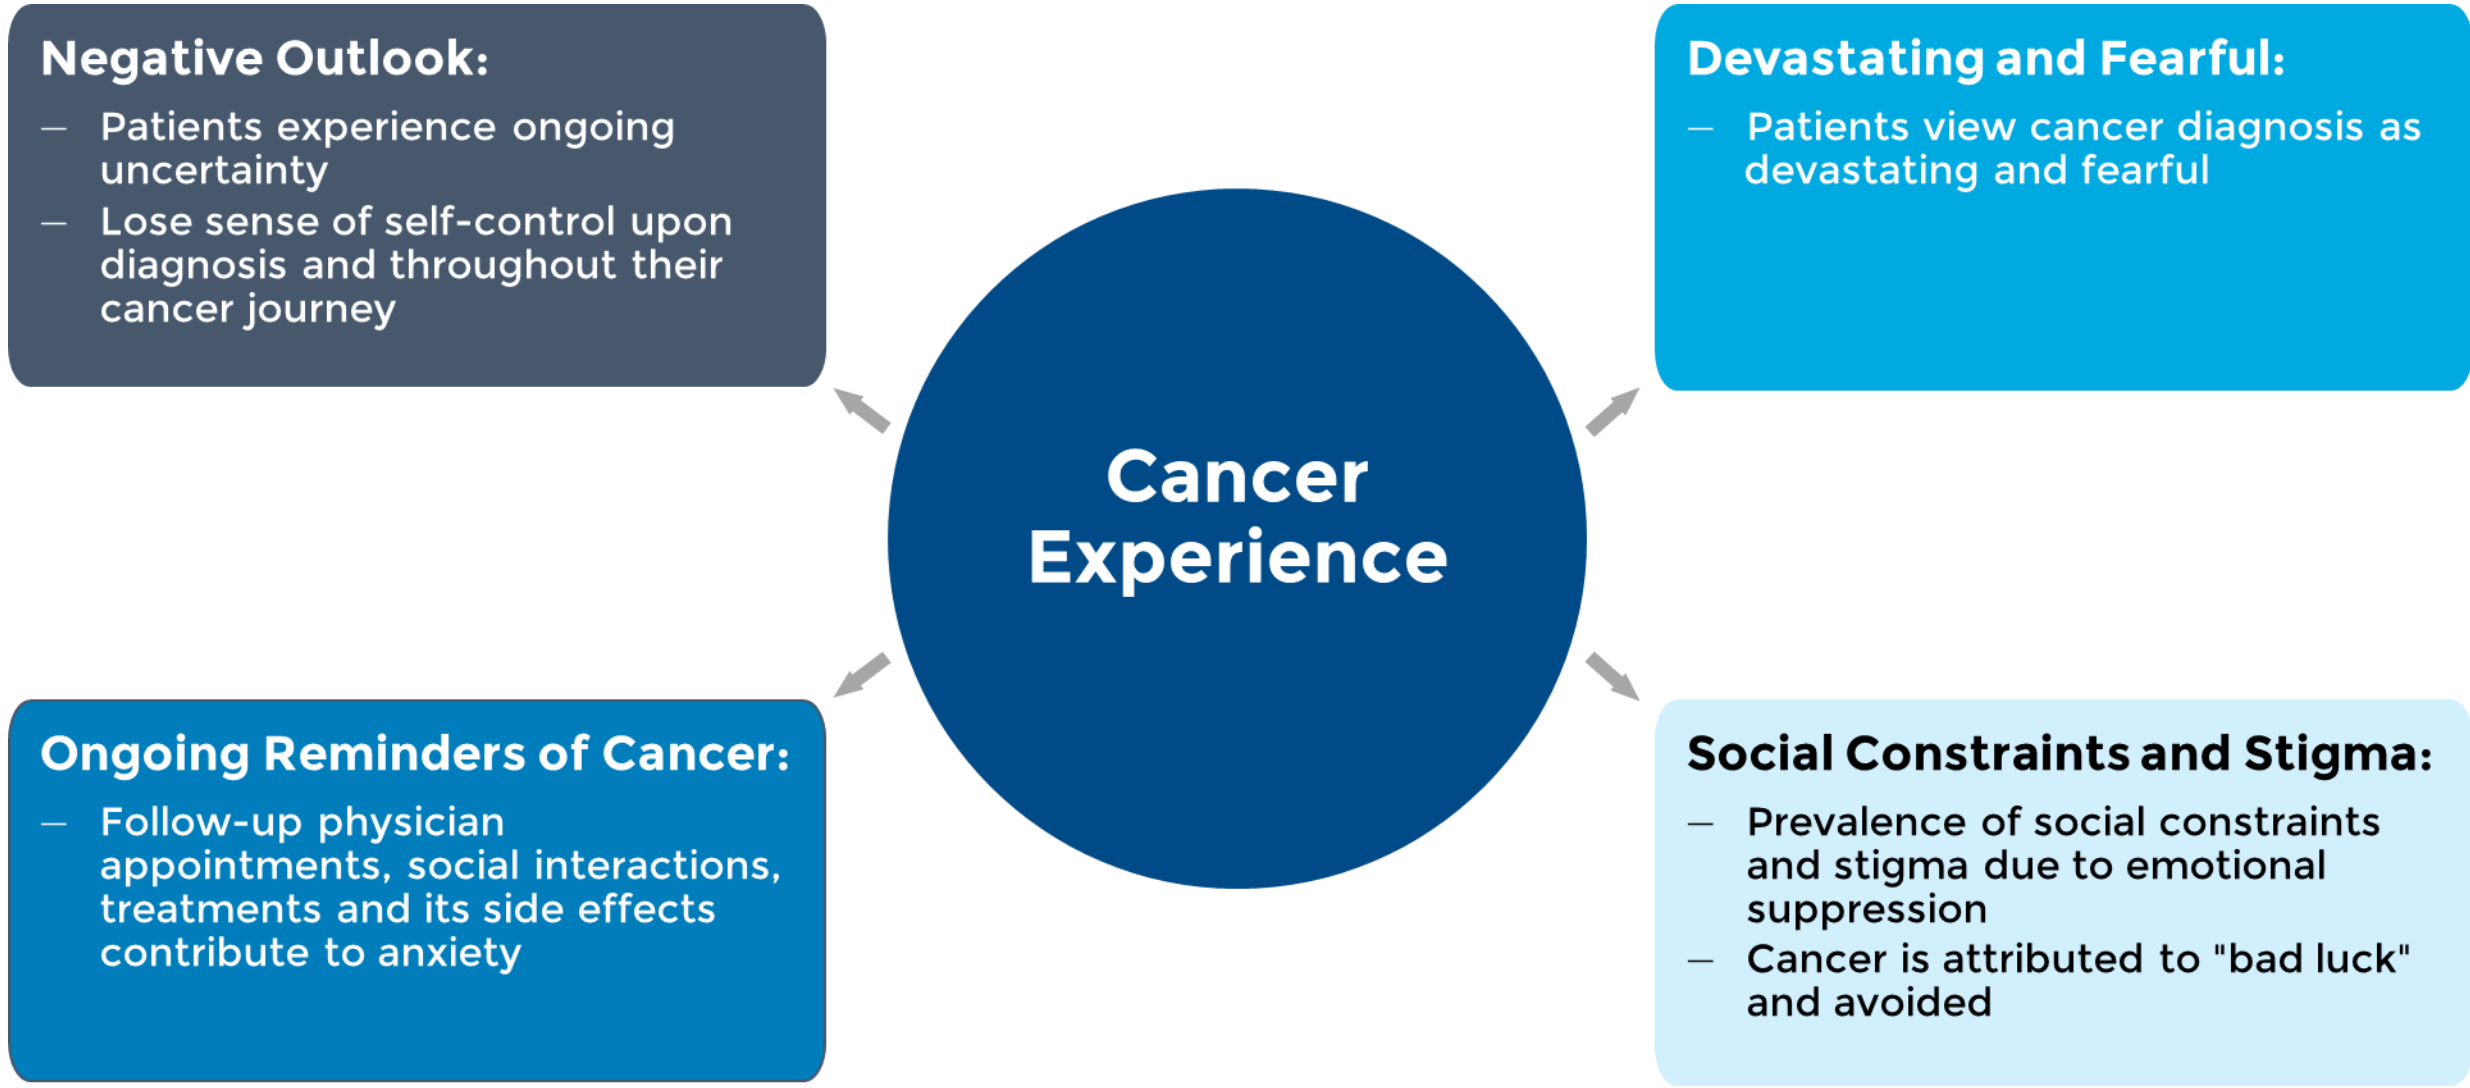 Negative Outlook:
– Patients experience ongoing
uncertainty
– Lose sense of self-control upon
diagnosis and throughout their
cancer journey
Devastating and Fearful:
– Patients view cancer diagnosis as
devastating and fearful
Cancer
Experience
Ongoing Reminders of Cancer:
– Follow-up physician
appointments, social interactions,
treatments and its side effects
contribute to anxiety
Social Constraints and Stigma:
– Prevalence of social constraints
and stigma due to emotional
suppression
– Cancer is attributed to "bad luck"
and avoided